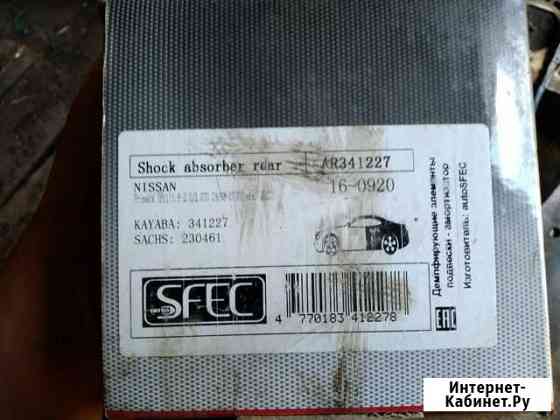 Shock absorber rear AR341227
NISSAN 16-0920
KAYABA: 341227
SACHS: 230461
SFEC
4 770183 412278
Демпфирующие элементы
подвески - амортизатор
Изготовитель: autoSFEC
EAC
Интернет-
Кабинет.Ру